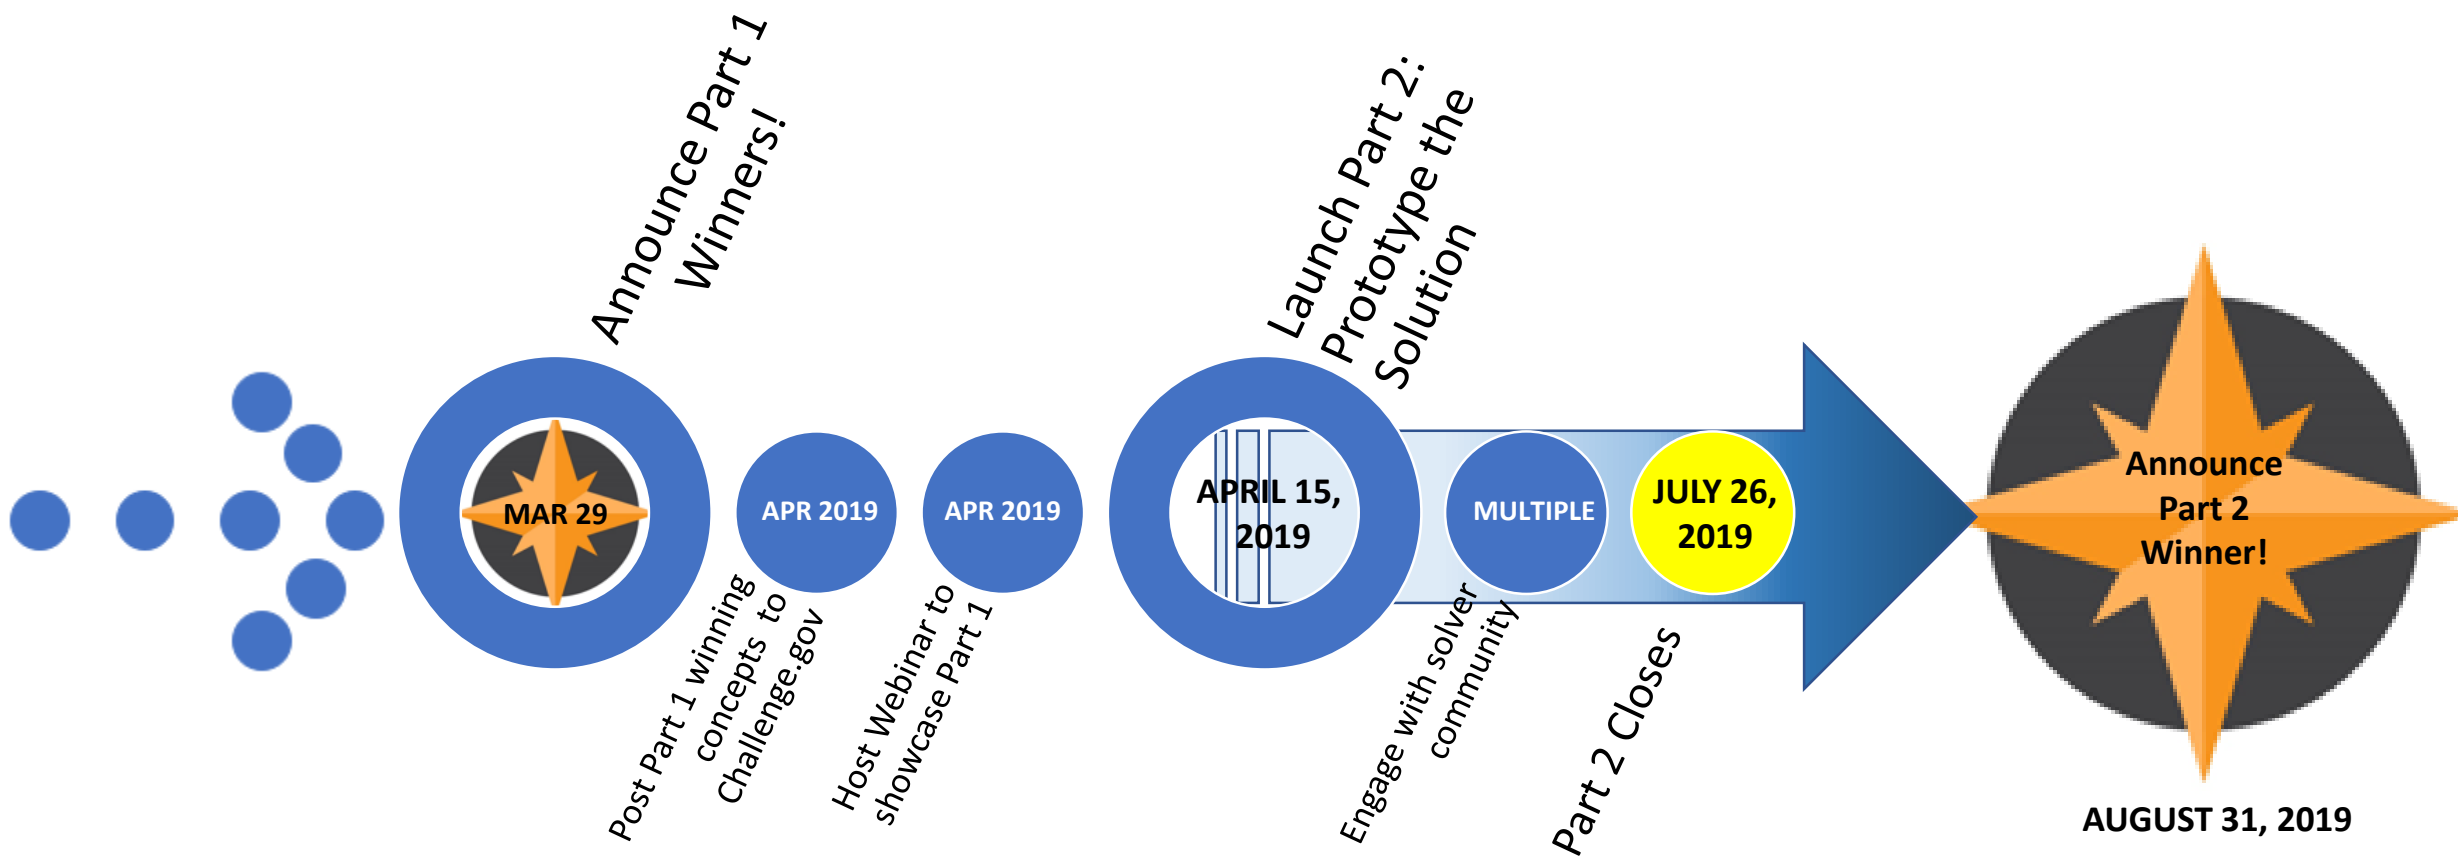 Announce Part 1
Winners!
MAR 29
APR 2019
Post Part 1 winning
concepts to
Challenge.gov
APR 2019
Host Webinar to
showcase Part 1
Launch Part 2:
Prototype the
Solution
APRIL 15,
2019
MULTIPLE
Engage with solver
community
JULY 26,
2019
Part 2 Closes
Announce
Part 2
Winner!
AUGUST 31, 2019